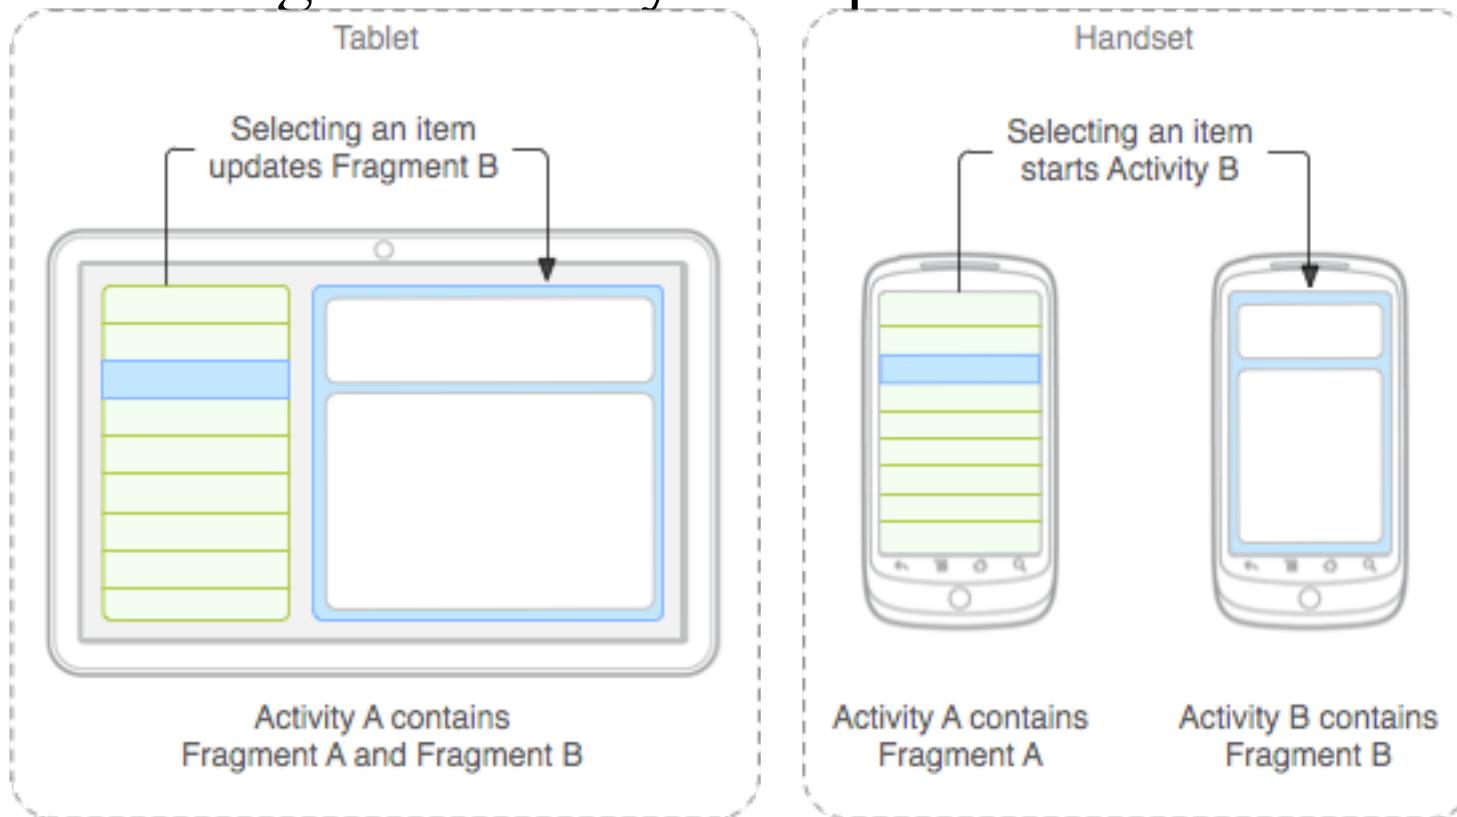 Tablet
Selecting an item
updates Fragment B
Activity A contains
Fragment A and Fragment B
Handset
Selecting an item
starts Activity B
Activity A contains
Fragment A
Activity B contains
Fragment B